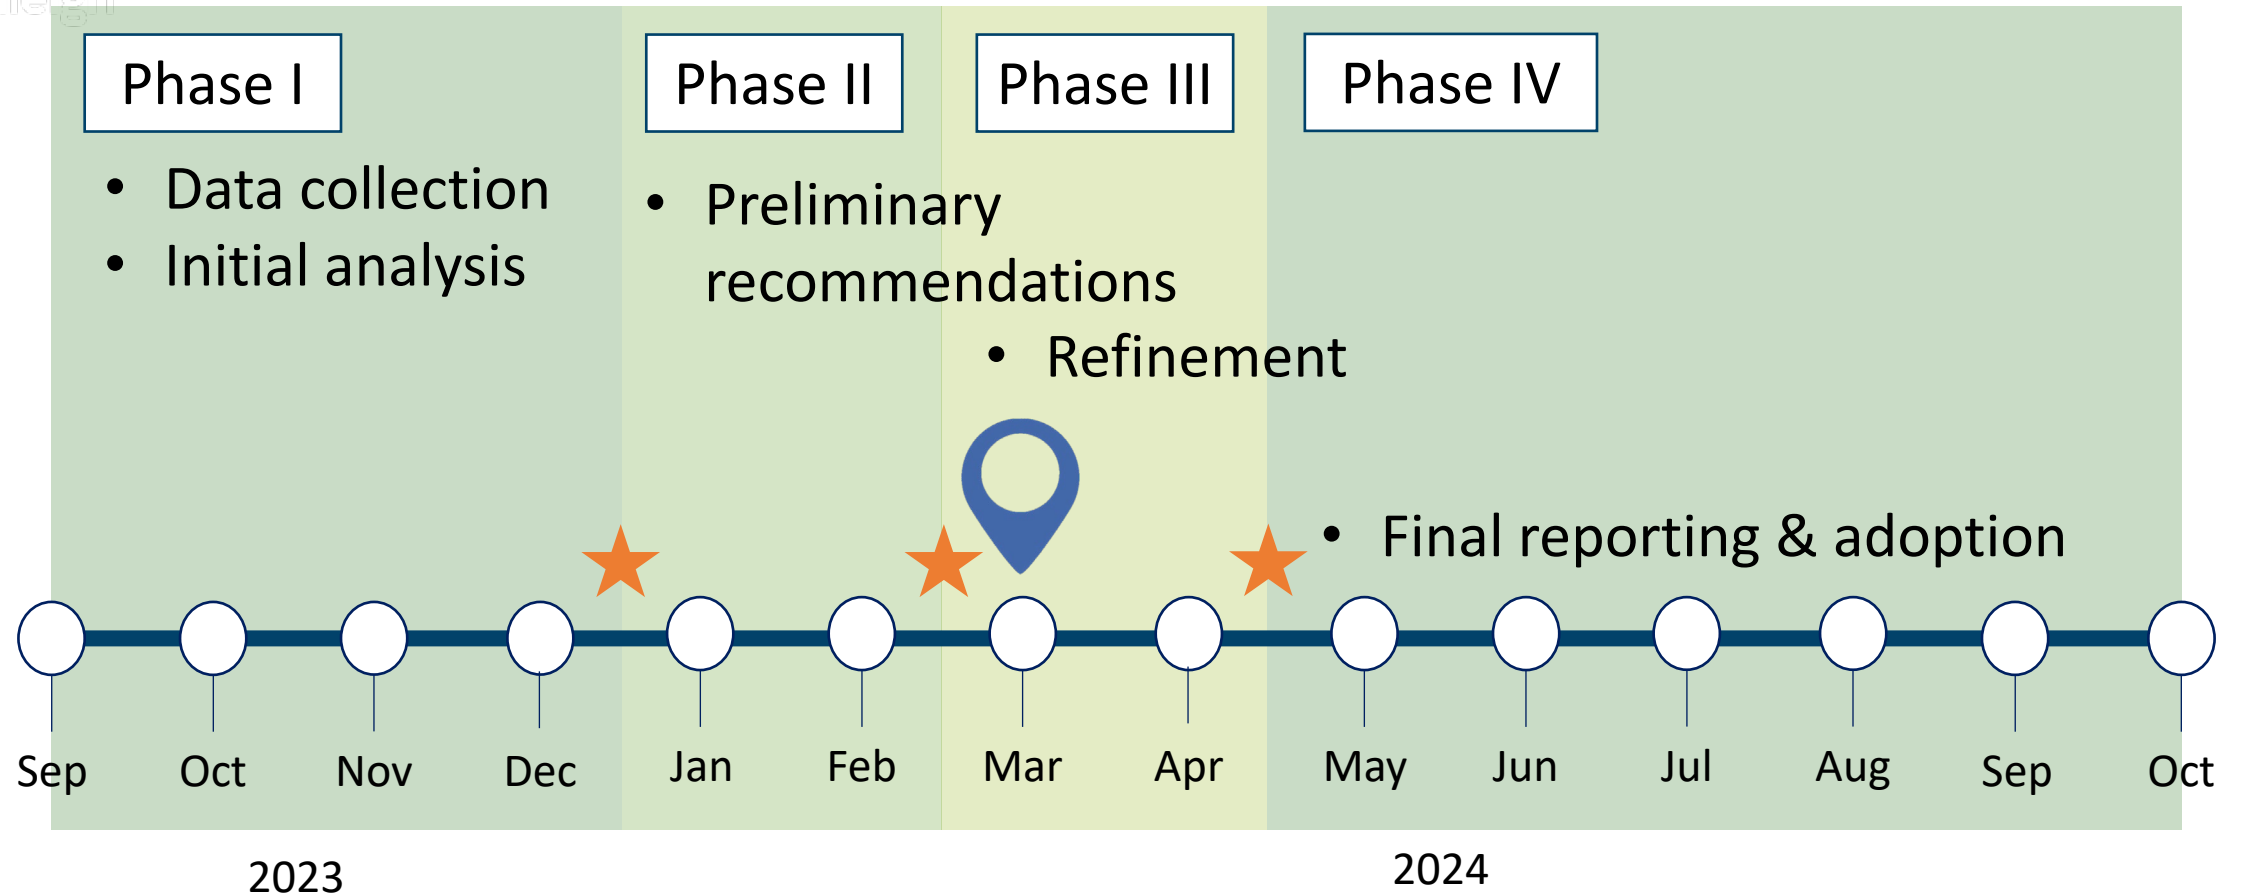 Phase I
Phase II
Phase III
Phase IV
• Data collection
• Initial analysis
• Preliminary
recommendations
• Refinement
• Final reporting & adoption
Sep Oct Nov Dec Jan Feb Mar Apr May Jun Jul Aug Sep Oct
2023
2024